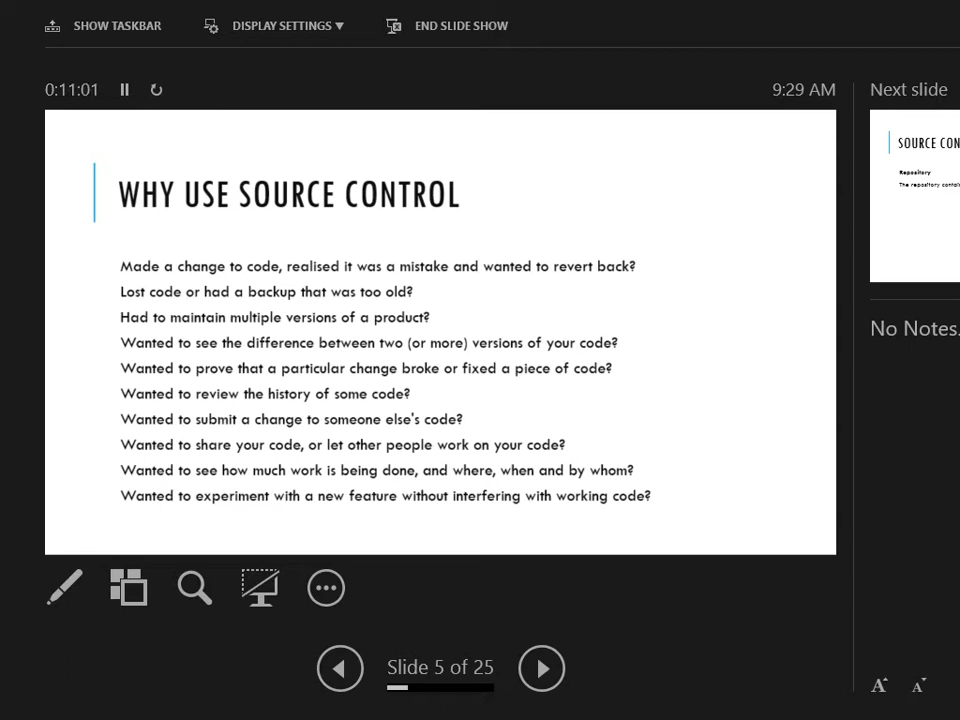 SHOW TASKBAR
DISPLAY SETTINGS ▼
END SLIDE SHOW
0:11:01
9:29 AM
Next slide
WHY USE SOURCE CONTROL
Made a change to code, realised it was a mistake and wanted to revert back?
Lost code or had a backup that was too old?
Had to maintain multiple versions of a product?
Wanted to see the difference between two (or more) versions of your code?
Wanted to prove that a particular change broke or fixed a piece of code?
Wanted to review the history of some code?
Wanted to submit a change to someone else's code?
Wanted to share your code, or let other people work on your code?
Wanted to see how much work is being done, and where, when and by whom?
Wanted to experiment with a new feature without interfering with working code?
SOURCE CON
Repository
The repository contai
No Notes.
Slide 5 of 25
A A